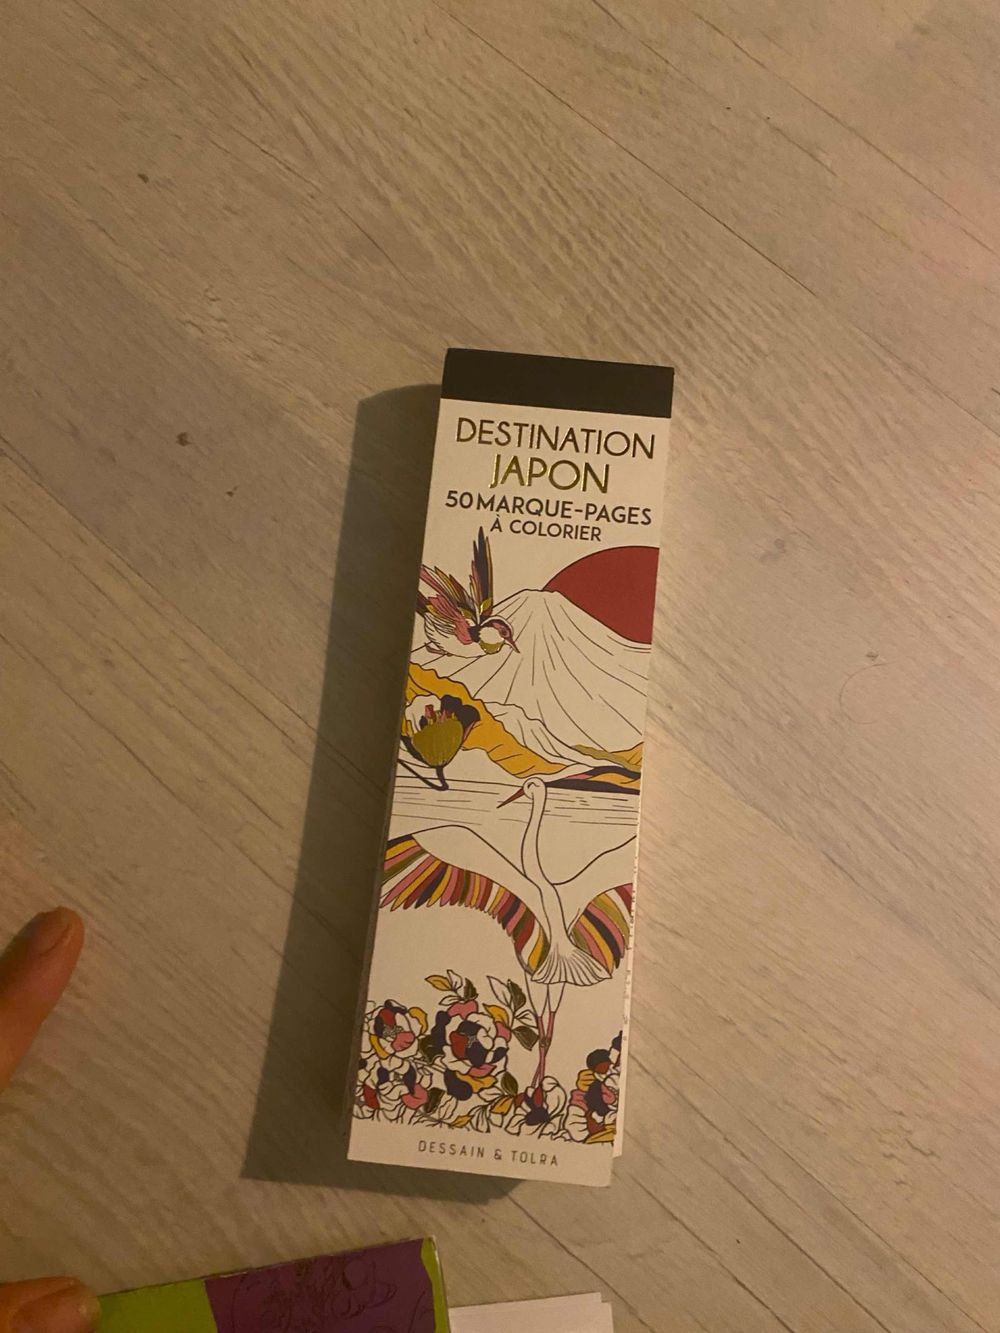 DESTINATION
JAPON
50 MARQUE-PAGES
À COLORIER
DESSAIN & TOLRA